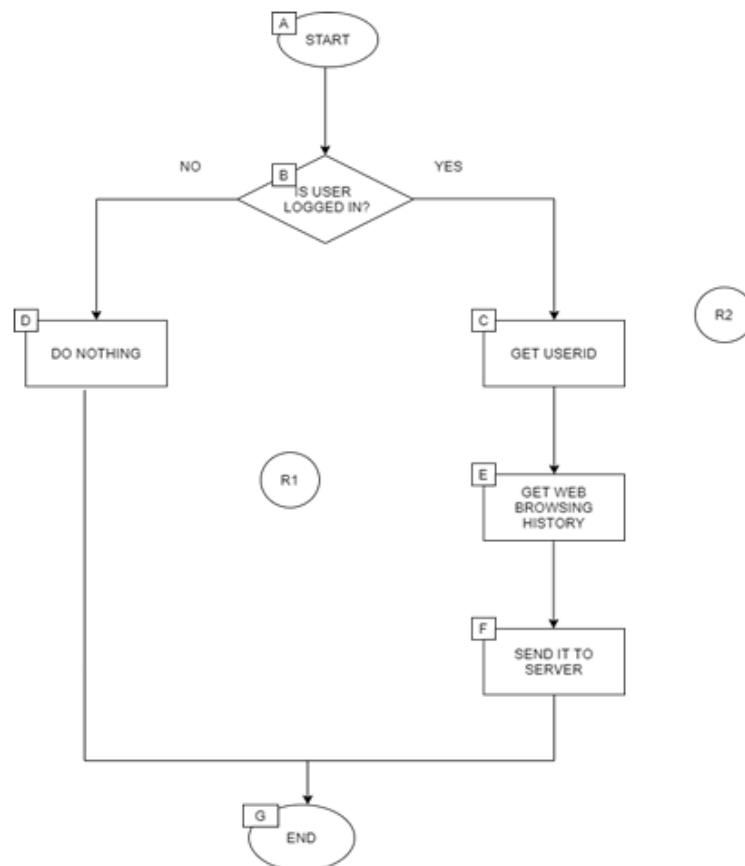 A
START
NO
YES
B
IS USER
LOGGED IN?
D
DO NOTHING
C
GET USERID
R2
R1
E
GET WEB
BROWSING
HISTORY
F
SEND IT TO
SERVER
G
END